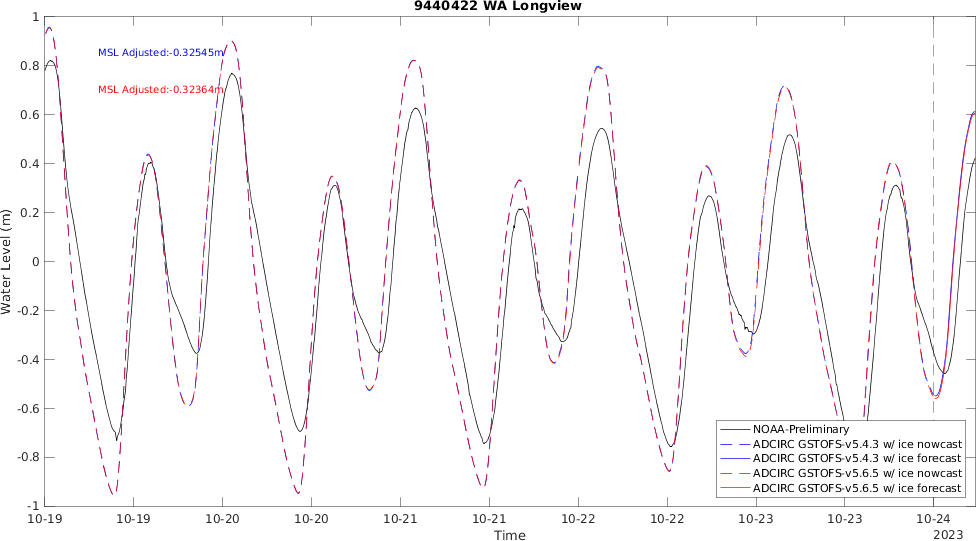 9440422 WA Longview
MSL Adjusted:-0.32545m
MSL Adjusted:-0.32364m
Water Level (m)
1
0.8
0.6
0.4
0.2
0
-0.2
-0.4
-0.6
-0.8
-1
NOAA-Preliminary
ADCIRC GSTOFS-v5.4.3 w/ ice nowcast
ADCIRC GSTOFS-v5.4.3 w/ ice forecast
ADCIRC GSTOFS-v5.6.5 w/ ice nowcast
ADCIRC GSTOFS-v5.6.5 w/ ice forecast
10-19 10-19 10-20 10-20 10-21 10-21 10-22 10-22 10-23 10-23 10-24
Time
2023